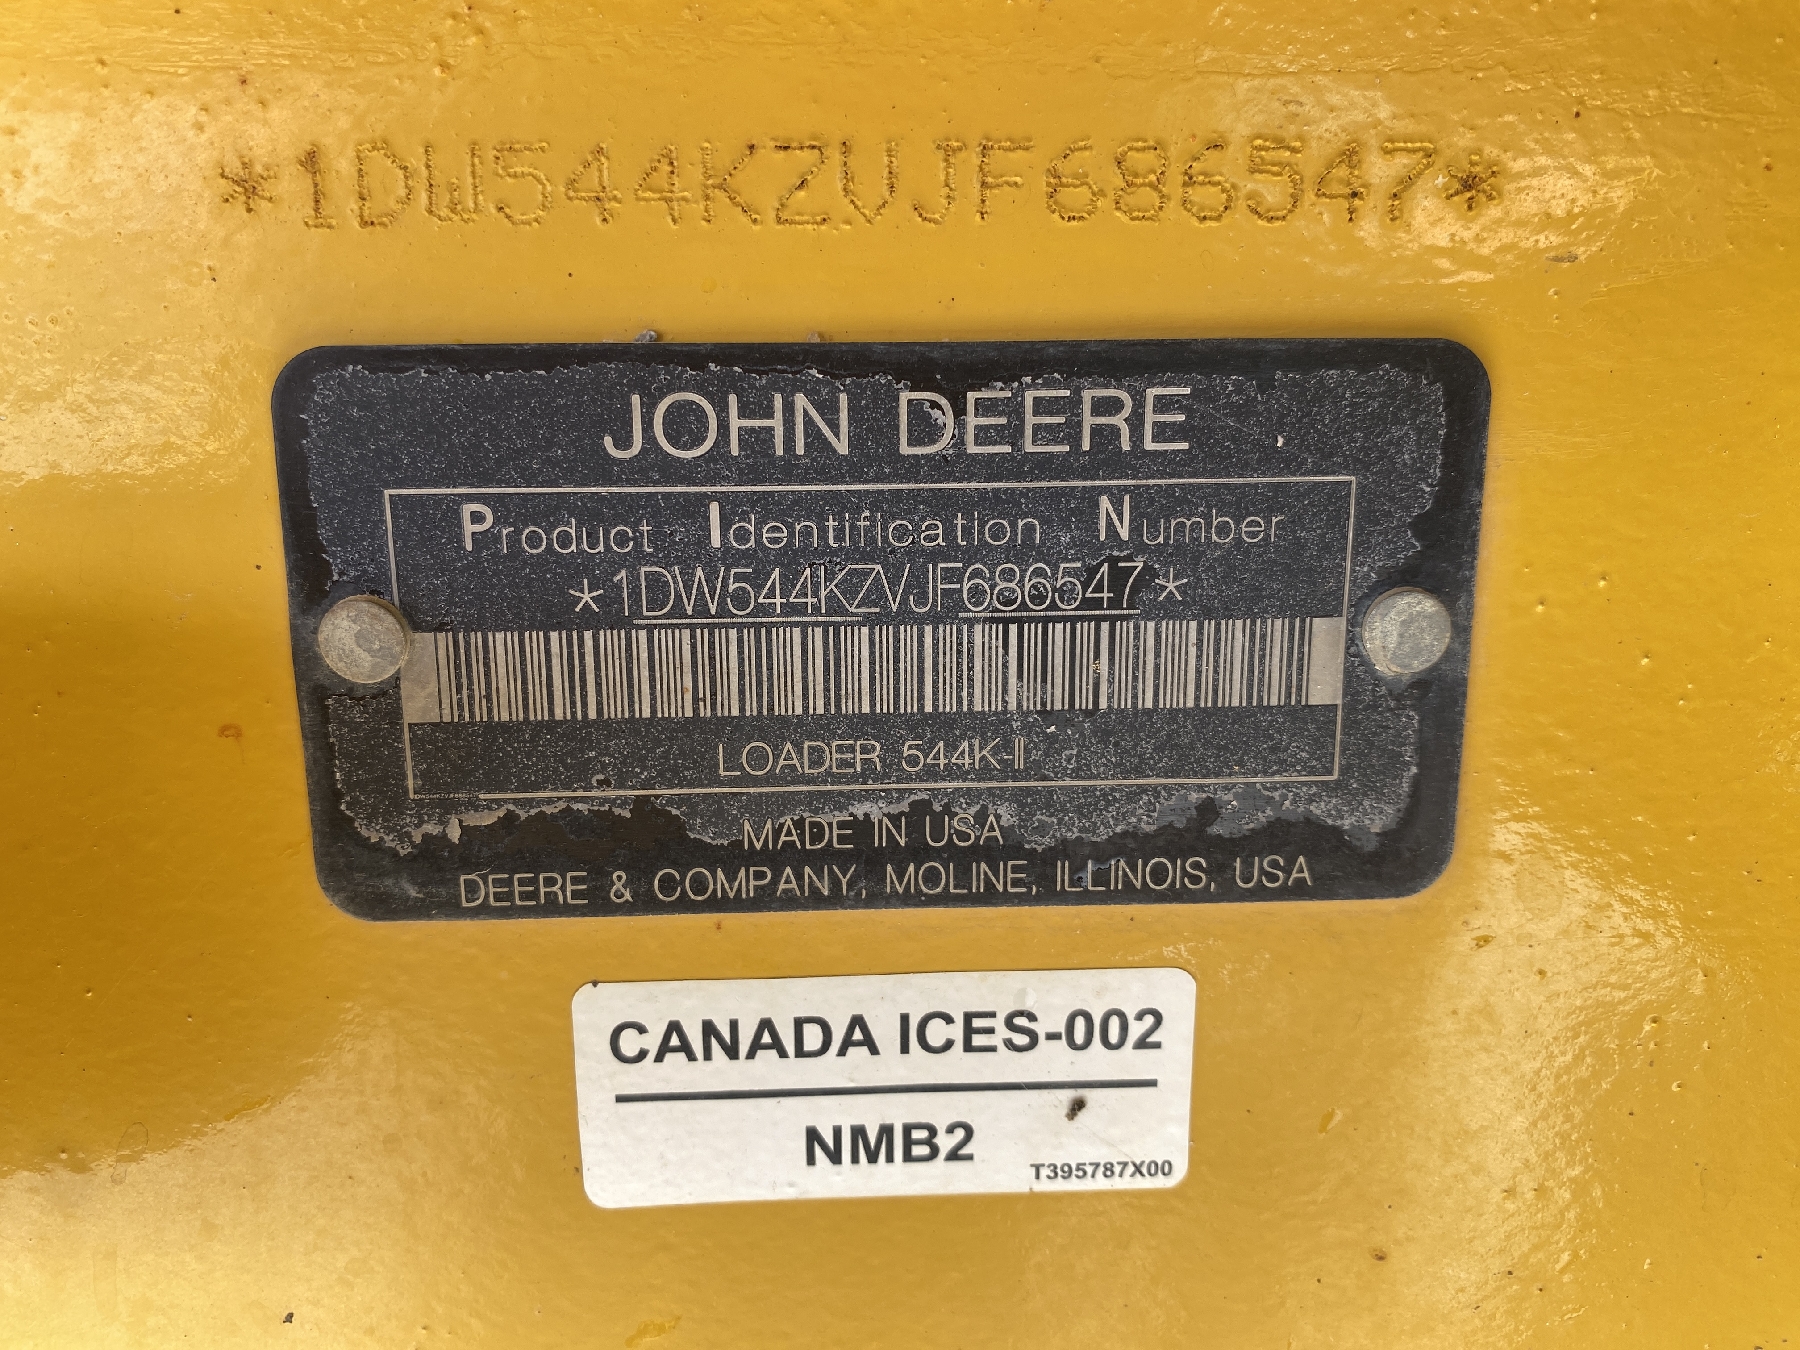 *1DW544KZVJF686547*
JOHN DEERE
Product Identification Number
*1DW544KZVJF686547*
LOADER 544K-II
MADE IN USA
DEERE & COMPANY, MOLINE, ILLINOIS, USA
CANADA ICES-002
NMB2
T395787X00